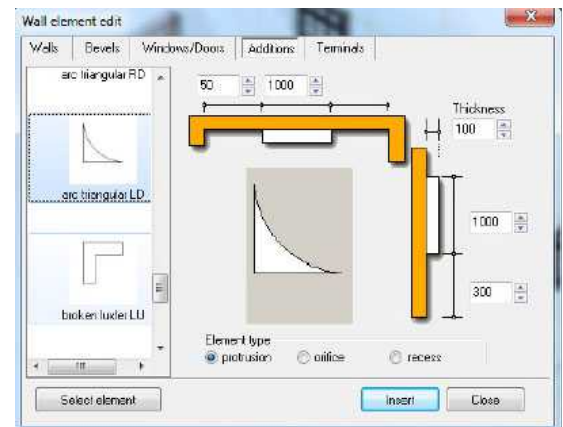 Wall element edit
Walls Bevels Windows/Doors Additions Terminals
arc triangular RD
50 1000
Thickness
100
arc triangular LD
1000
300
broken luxfer LU
Element type
protrusion orifice recess
Select element Insert Close